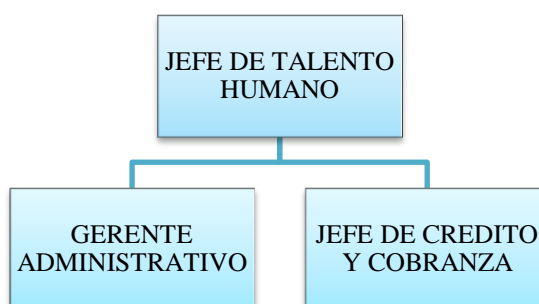 JEFE DE TALENTO
HUMANO
GERENTE
ADMINISTRATIVO
JEFE DE CREDITO
Y COBRANZA